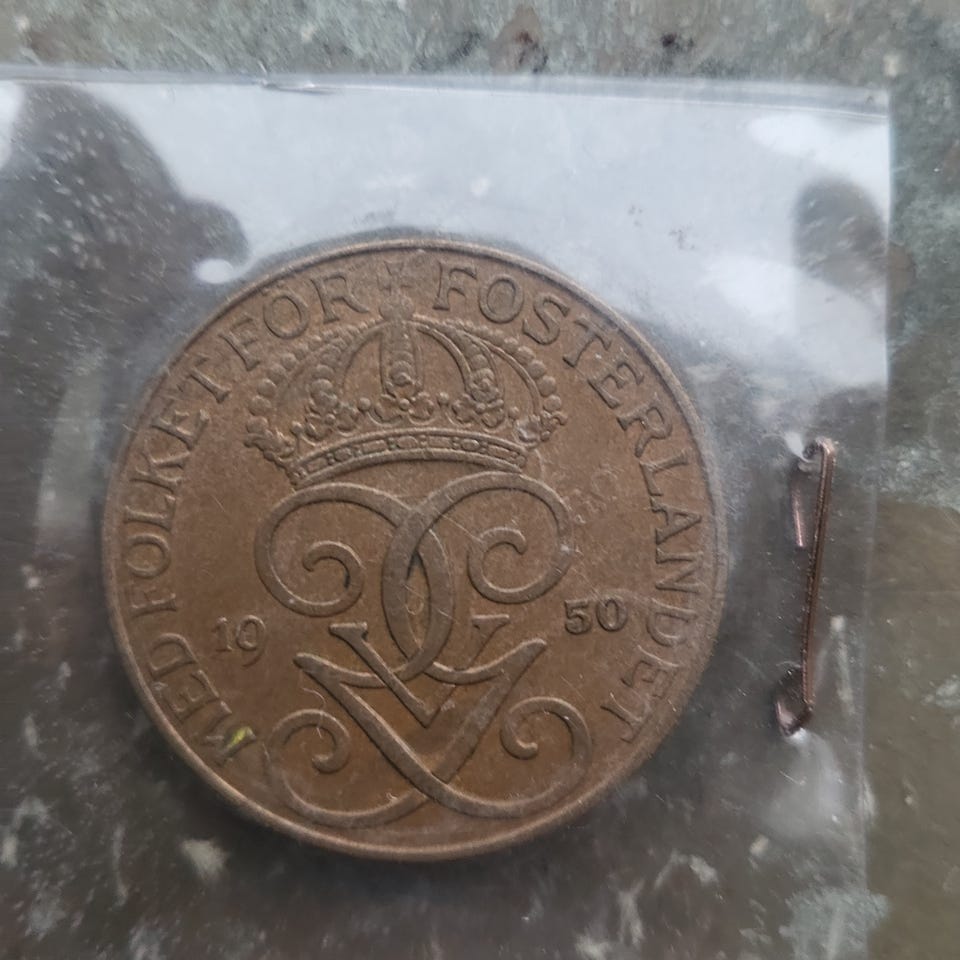 MED FOLKET FÖR FOSTERLANDET
19 50